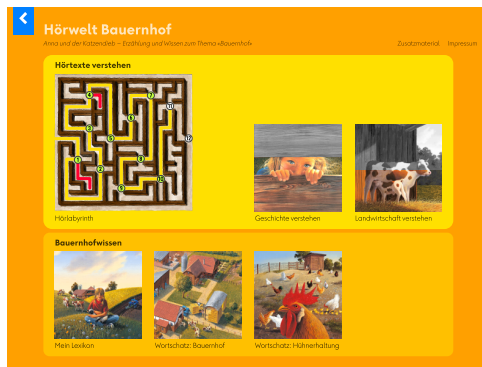 Hörwelt Bauernhof
Anna und der Katzendieb – Erzählung und Wissen zum Thema »Bauernhof«
Zusatzmaterial Impressum
Hörtexte verstehen
Hörlabyrinth
Geschichte verstehen
Landwirtschaft verstehen
Bauernhofwissen
Mein Lexikon
Wortschatz: Bauernhof
Wortschatz: Hühnerhaltung